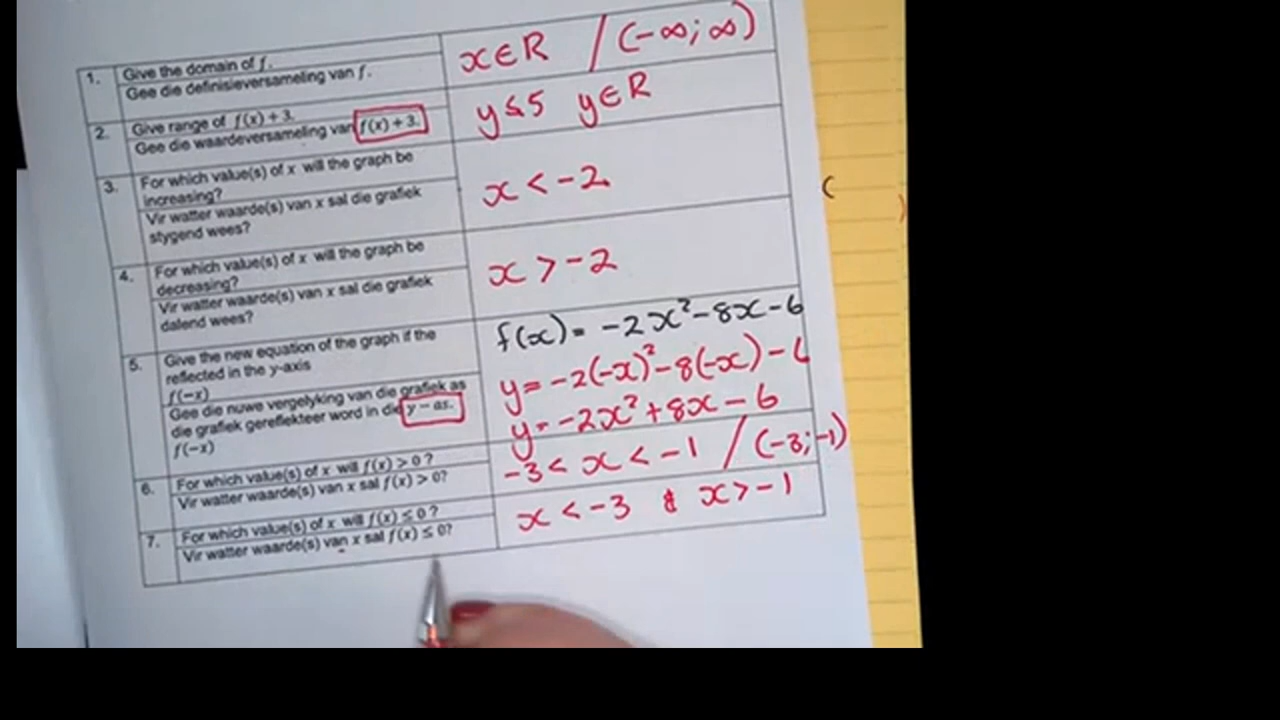 1. Give the domain of f.
Gee die definisieversameling van f.
x ∈ R / (-∞; ∞)
2. Give range of f(x) + 3.
Gee die waardeversameling van f(x) + 3.
y ≤ 5 y ∈ R
3. For which value(s) of x will the graph be
increasing?
Vir watter waarde(s) van x sal die grafiek
stygend wees?
x < -2
4. For which value(s) of x will the graph be
decreasing?
Vir watter waarde(s) van x sal die grafiek
dalend wees?
x > -2
5. Give the new equation of the graph if the
reflected in the y-axis
f(-x)
Gee die nuwe vergelyking van die grafiek as
die grafiek gereflekteer word in die y – as.
f(-x)
f(x) = -2x² - 8x - 6
y = -2(-x)² - 8(-x) - 6
y = -2x² + 8x - 6
6. For which value(s) of x will f(x) > 0 ?
Vir watter waarde(s) van x sal f(x) > 0?
-3 < x < -1 / (-3; -1)
7. For which value(s) of x will f(x) ≤ 0 ?
Vir watter waarde(s) van x sal f(x) ≤ 0?
x < -3 & x > -1